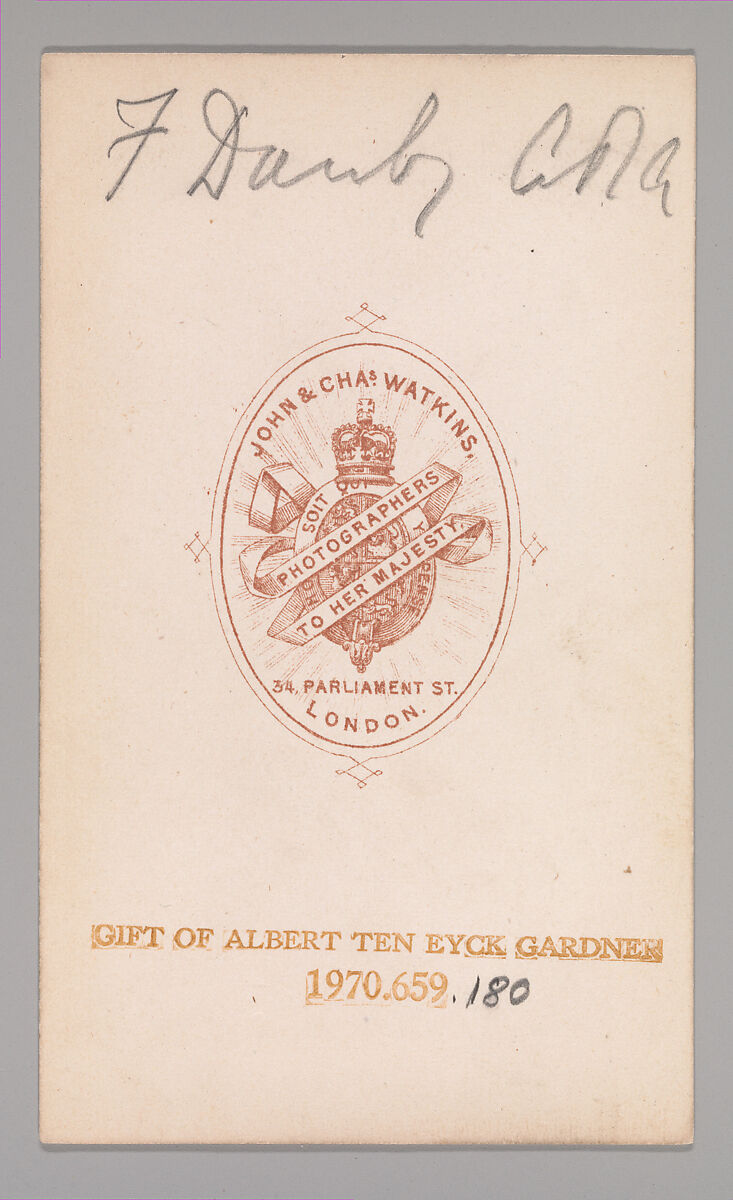 F Danby ARA
JOHN & CHAS. WATKINS,
SOIT QUI
PHOTOGRAPHERS
TO HER MAJESTY.
34, PARLIAMENT ST.
LONDON.
GIFT OF ALBERT TEN EYCK GARDNER
1970.659.180